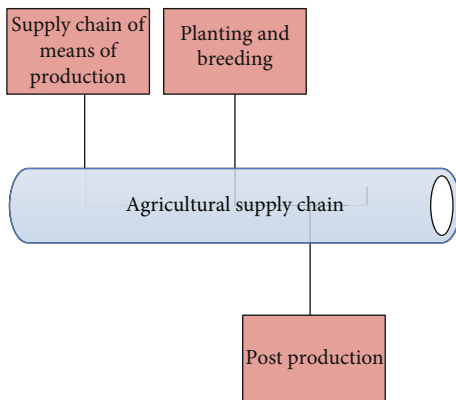 Supply chain of
means of
production
Planting and
breeding
Agricultural supply chain
Post production